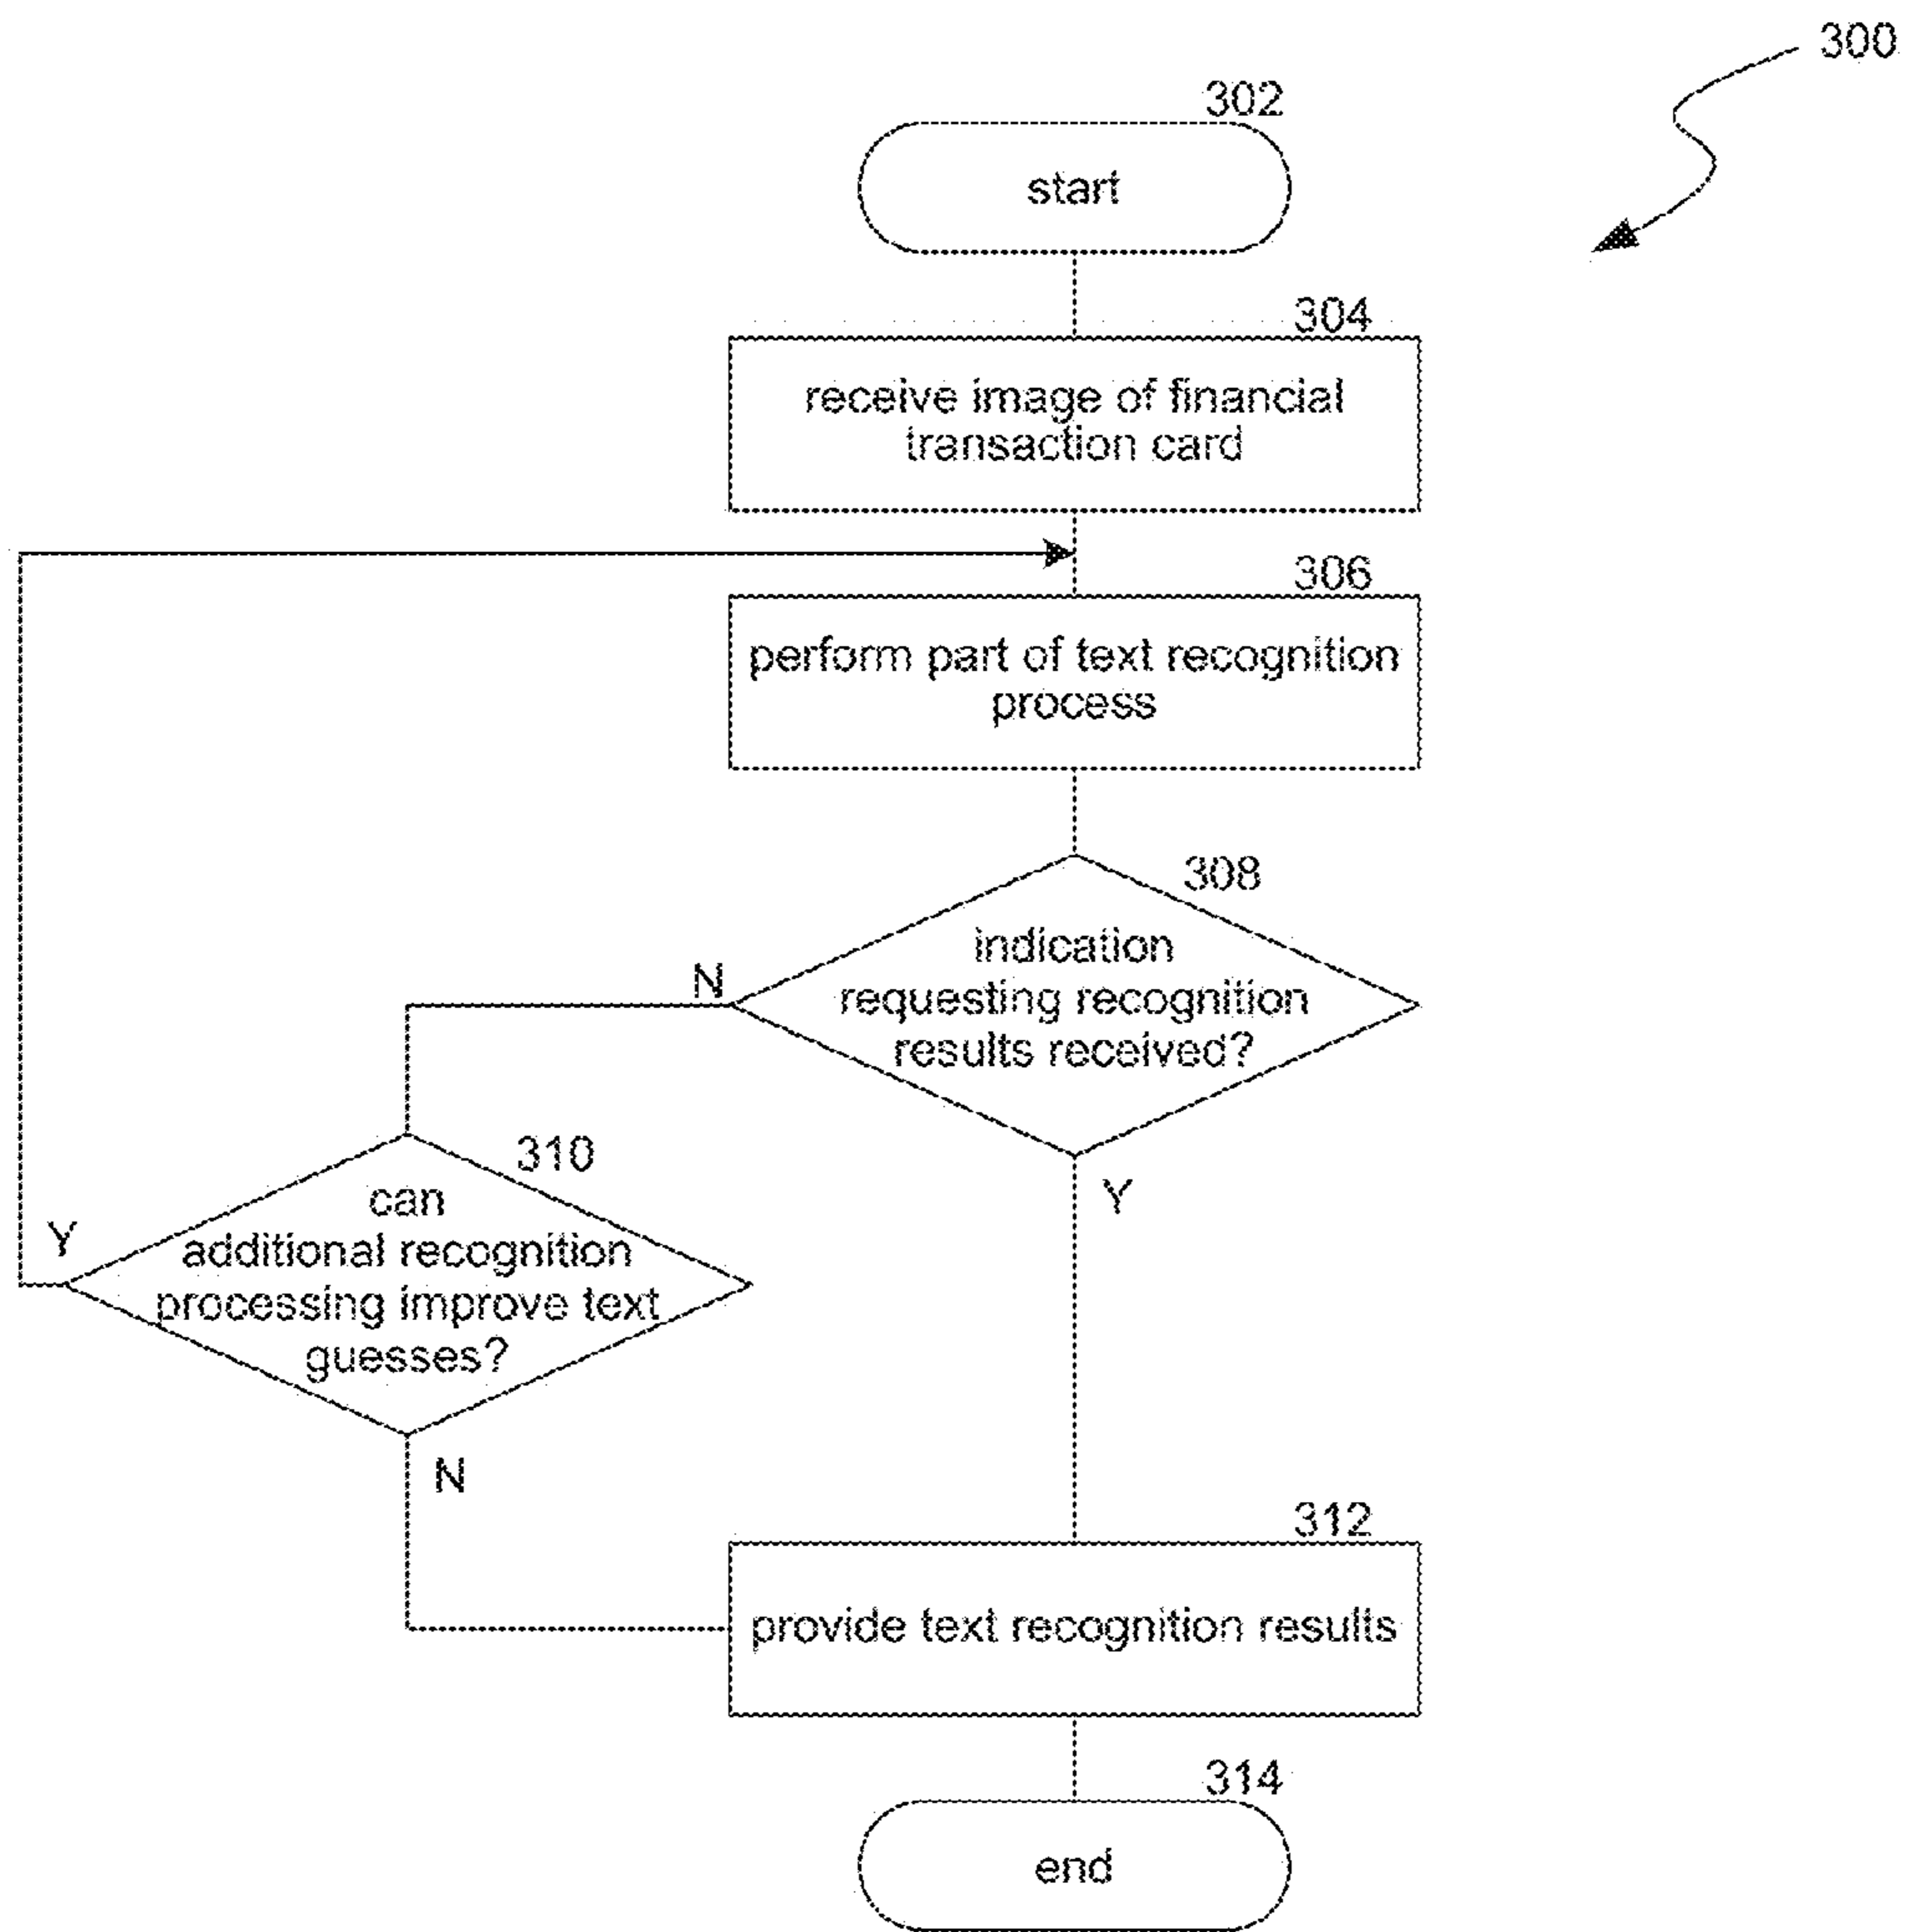 300
302
start
304
receive image of financial
transaction card
306
perform part of text recognition
process
308
indication
requesting recognition
results received?
N
Y
310
can
additional recognition
processing improve text
guesses?
Y
N
312
provide text recognition results
314
end